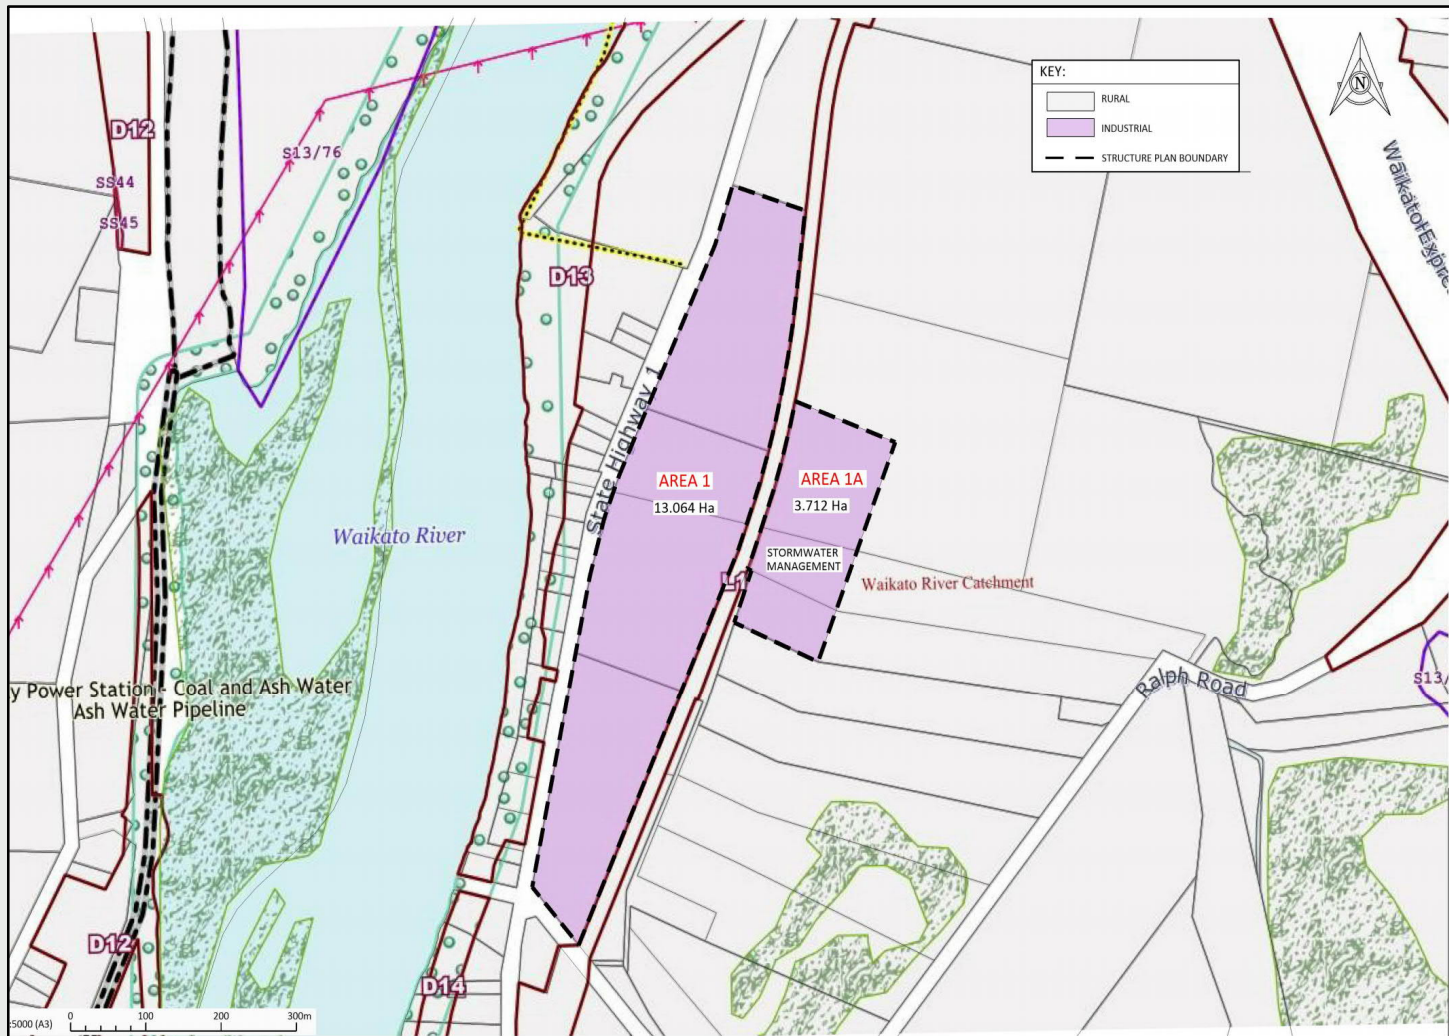 KEY:
RURAL
INDUSTRIAL
STRUCTURE PLAN BOUNDARY
N
D12
S13/76
SS44
SS45
D13
State Highway 1
AREA 1
13.064 Ha
AREA 1A
3.712 Ha
STORMWATER
MANAGEMENT
L1
Waikato River
Waikato River Catchment
Ralph Road
S13/
y Power Station - Coal and Ash Water
Ash Water Pipeline
D12
D14
:5000 (A3)
0 100 200 300m